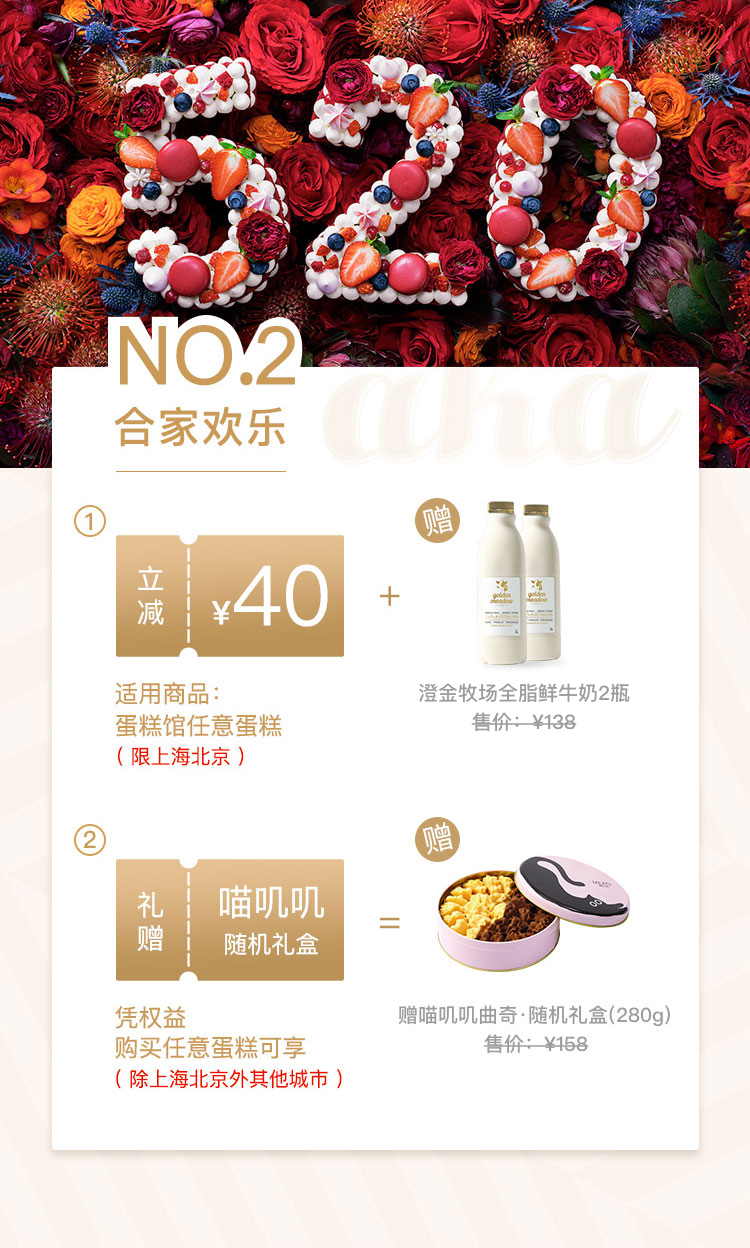 520
NO.2
aha
合家欢乐
①
赠
立减
¥40
+
golden meadow
适用商品：
蛋糕馆任意蛋糕
（ 限上海北京 ）
澄金牧场全脂鲜牛奶2瓶
售价：¥138
②
赠
礼赠
喵叽叽
随机礼盒
=
凭权益
购买任意蛋糕可享
（ 除上海北京外其他城市 ）
赠喵叽叽曲奇·随机礼盒(280g)
售价：¥158